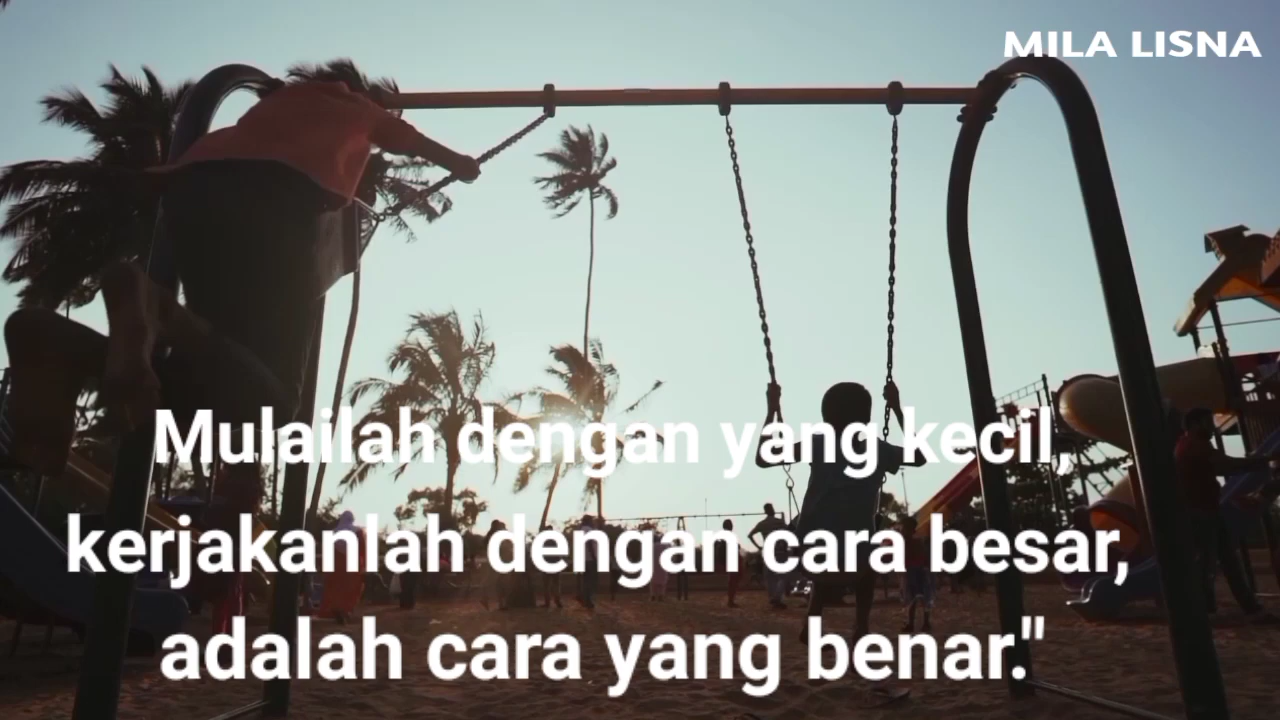 MILA LISNA
Mulailah dengan yang kecil,
kerjakanlah dengan cara besar,
adalah cara yang benar."